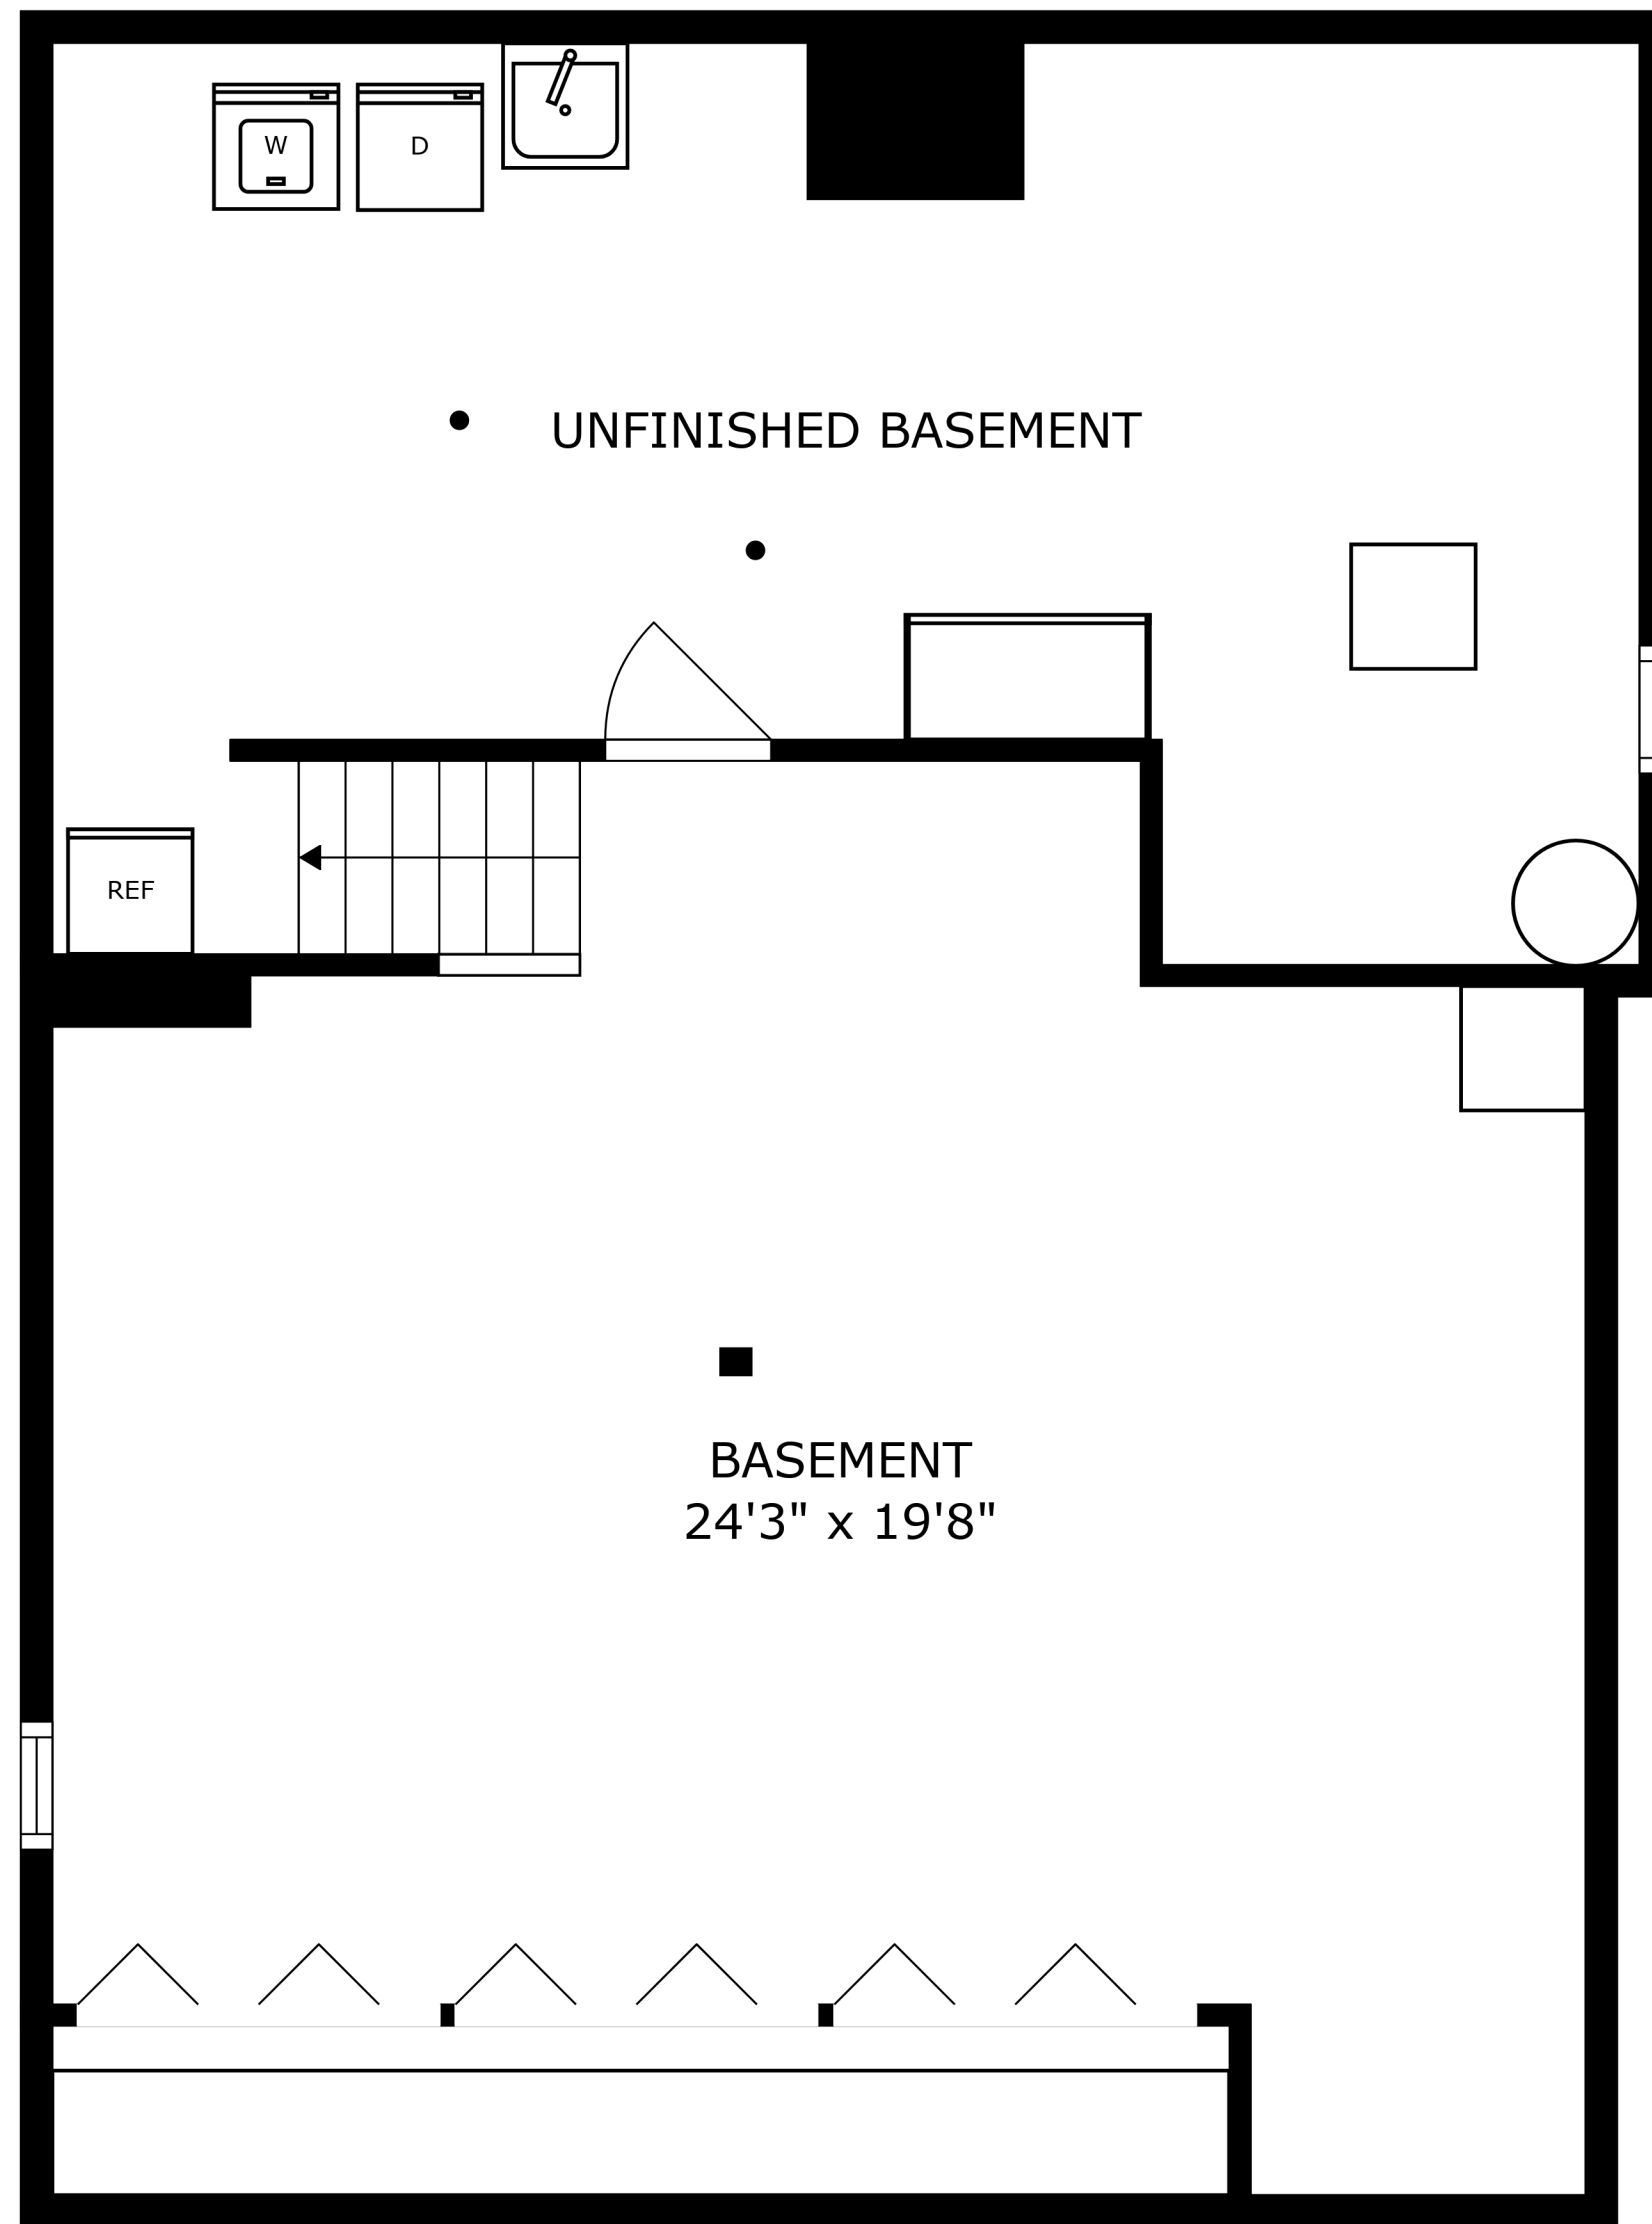 W
D
UNFINISHED BASEMENT
REF
BASEMENT
24'3" x 19'8"